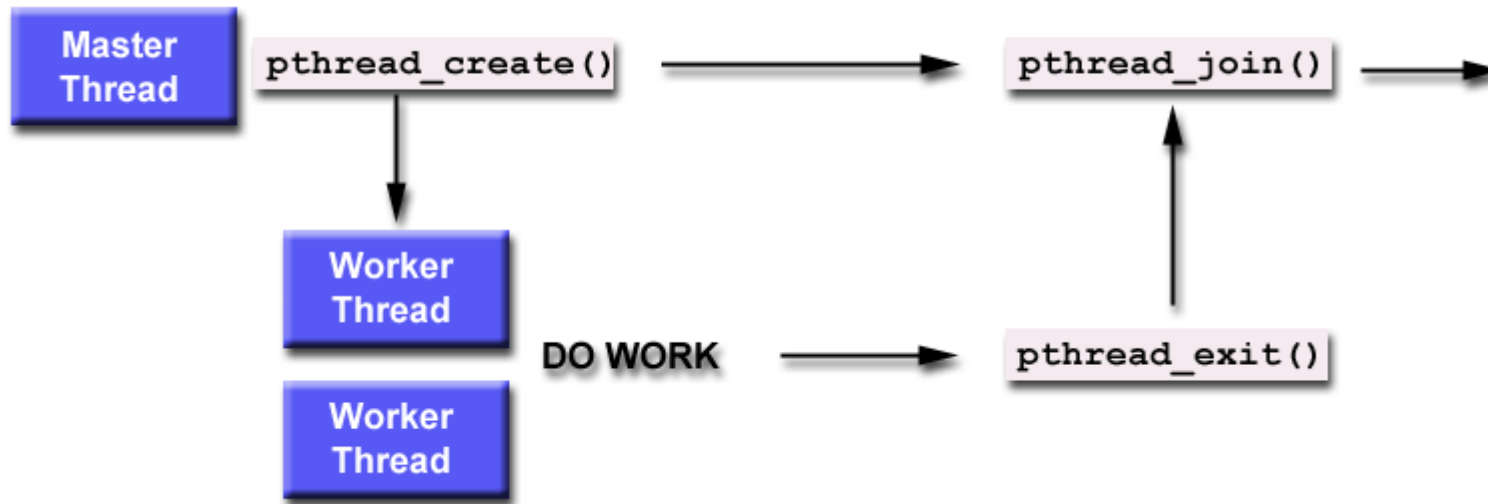 Master
Thread
pthread_create()
pthread_join()
Worker
Thread
DO WORK
pthread_exit()
Worker
Thread